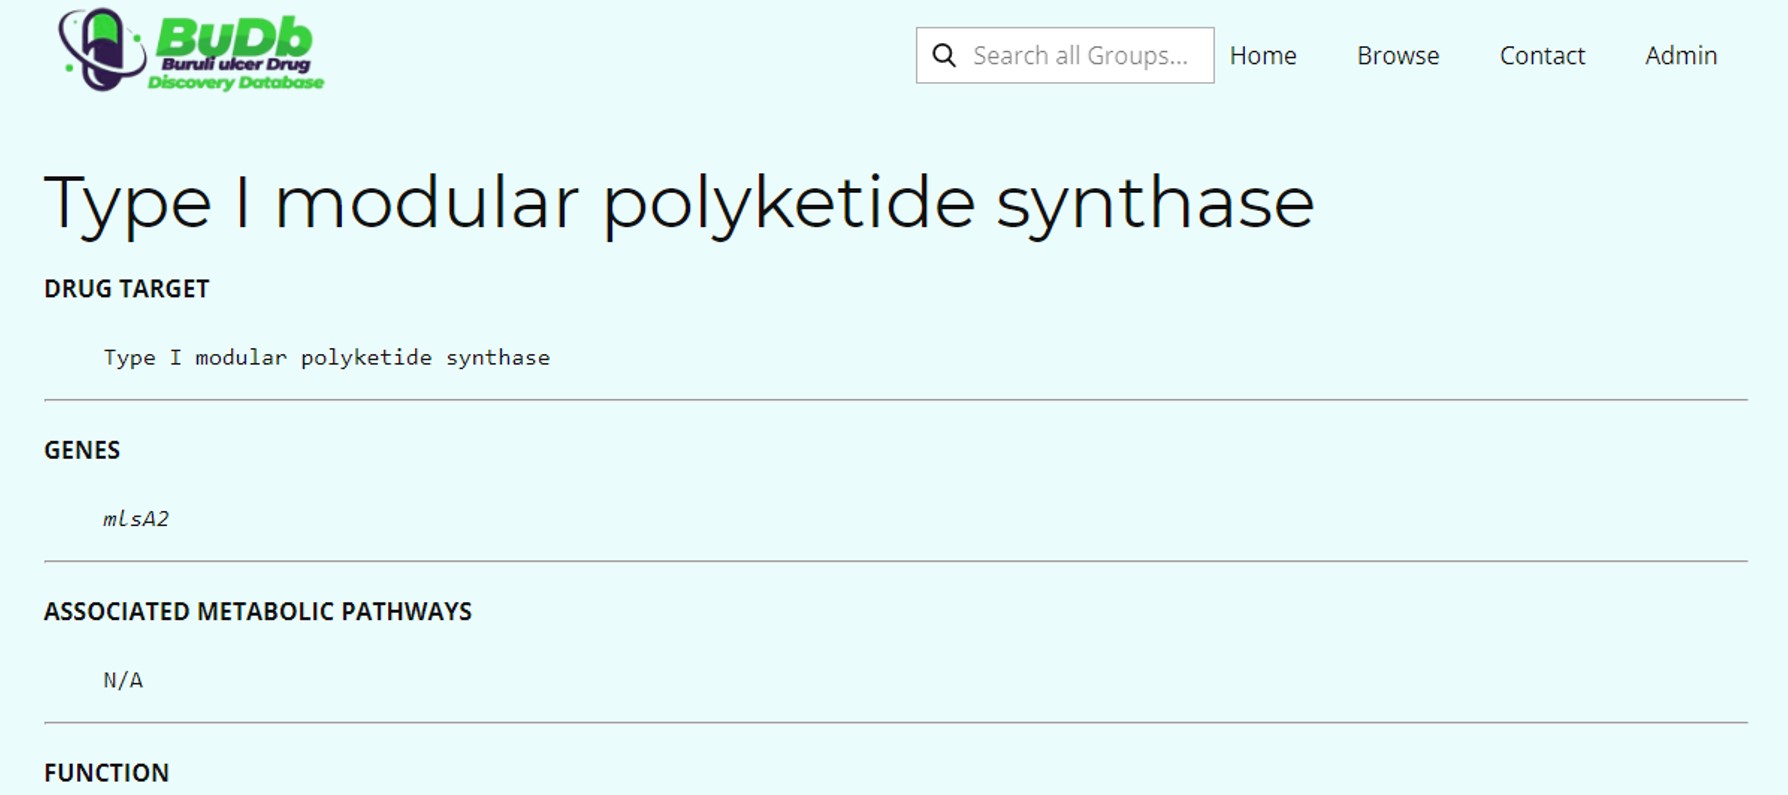 BuDb
Buruli ulcer Drug
Discovery Database
Search all Groups...
Home
Browse
Contact
Admin
Type I modular polyketide synthase
DRUG TARGET
Type I modular polyketide synthase
GENES
mlsA2
ASSOCIATED METABOLIC PATHWAYS
N/A
FUNCTION